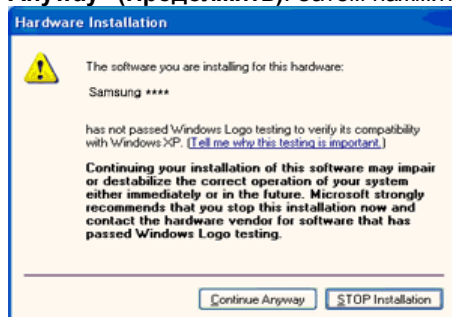 Anyway" (Продолжить). Затем нажмит
Hardware Installation
The software you are installing for this hardware:
Samsung ****
has not passed Windows Logo testing to verify its compatibility
with Windows XP. (Tell me why this testing is important.)
Continuing your installation of this software may impair
or destabilize the correct operation of your system
either immediately or in the future. Microsoft strongly
recommends that you stop this installation now and
contact the hardware vendor for software that has
passed Windows Logo testing.
Continue Anyway
STOP Installation